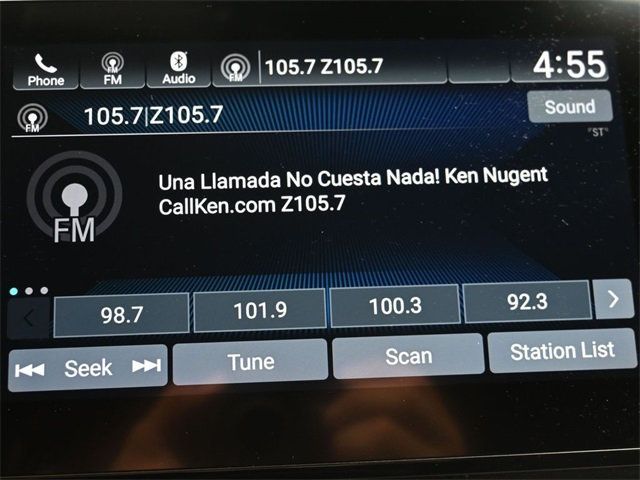 Phone
FM
FM
Audio
FM
105.7 Z105.7
4:55
FM
105.7|Z105.7
Sound
"ST"
FM
Una Llamada No Cuesta Nada! Ken Nugent
CallKen.com Z105.7
98.7
101.9
100.3
92.3
Seek
Tune
Scan
Station List